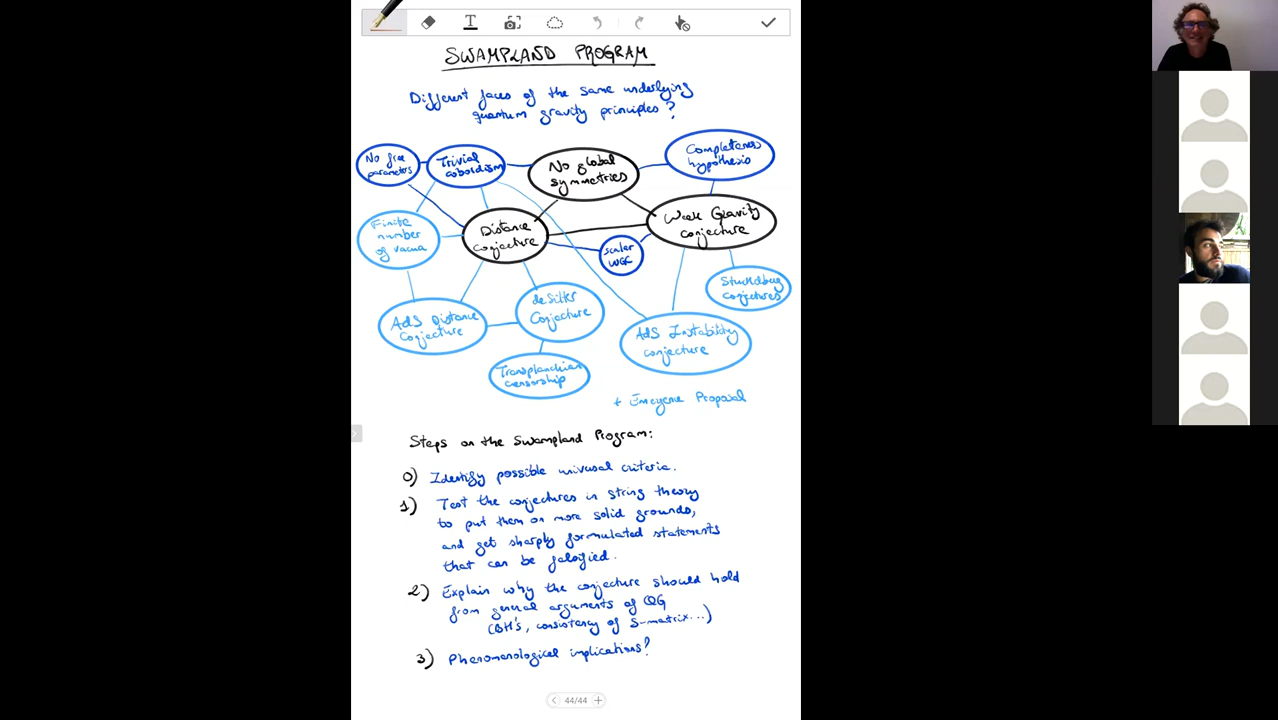 T
SWAMPLAND PROGRAM
Different faces of the same underlying
quantum gravity principles?
No free
parameters
Trivial
cobordism
No global
symmetries
Completeness
hypothesis
Finite
number
of vacua
Distance
conjecture
Weak Gravity
conjecture
scalar
WGC
Stuckelberg
conjectures
AdS Distance
Conjecture
de Sitter
Conjecture
AdS Instability
conjecture
Transplanckian
censorship
+ Emergence Proposal
Steps on the Swampland Program:
0) Identify possible universal criteria.
1) Test the conjectures in string theory
to put them on more solid grounds,
and get sharply formulated statements
that can be falsified.
2) Explain why the conjecture should hold
from general arguments of QG
(BH's, consistency of S-matrix...)
3) Phenomenological implications?
44/44